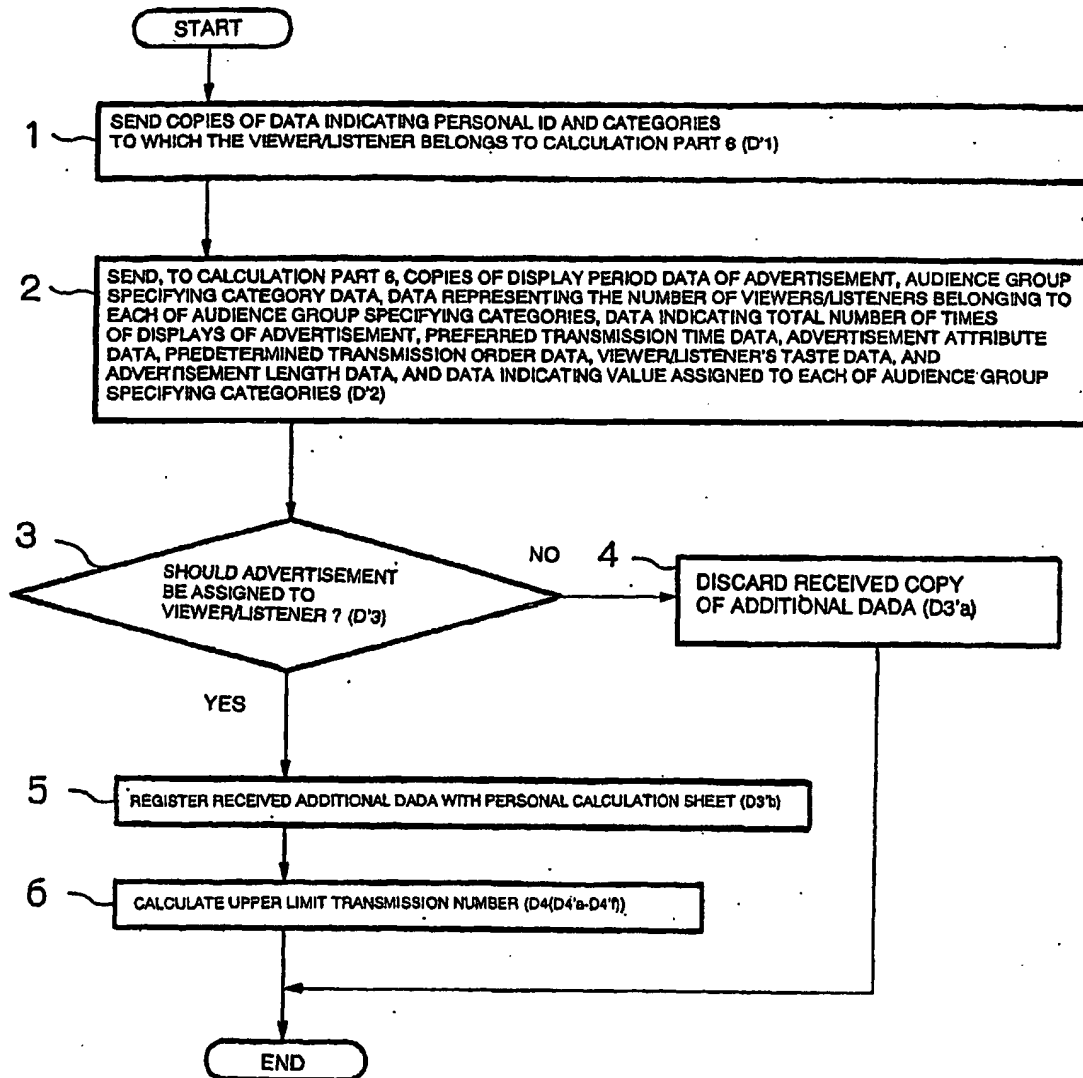 START
1
SEND COPIES OF DATA INDICATING PERSONAL ID AND CATEGORIES
TO WHICH THE VIEWER/LISTENER BELONGS TO CALCULATION PART 6 (D'1)
2
SEND, TO CALCULATION PART 6, COPIES OF DISPLAY PERIOD DATA OF ADVERTISEMENT, AUDIENCE GROUP
SPECIFYING CATEGORY DATA, DATA REPRESENTING THE NUMBER OF VIEWERS/LISTENERS BELONGING TO
EACH OF AUDIENCE GROUP SPECIFYING CATEGORIES, DATA INDICATING TOTAL NUMBER OF TIMES
OF DISPLAYS OF ADVERTISEMENT, PREFERRED TRANSMISSION TIME DATA, ADVERTISEMENT ATTRIBUTE
DATA, PREDETERMINED TRANSMISSION ORDER DATA, VIEWER/LISTENER'S TASTE DATA, AND
ADVERTISEMENT LENGTH DATA, AND DATA INDICATING VALUE ASSIGNED TO EACH OF AUDIENCE GROUP
SPECIFYING CATEGORIES (D'2)
3
SHOULD ADVERTISEMENT
BE ASSIGNED TO
VIEWER/LISTENER ? (D'3)
NO
4
DISCARD RECEIVED COPY
OF ADDITIONAL DADA (D3'a)
YES
5
REGISTER RECEIVED ADDITIONAL DADA WITH PERSONAL CALCULATION SHEET (D3'b)
6
CALCULATE UPPER LIMIT TRANSMISSION NUMBER (D4(D4'a-D4'f))
END